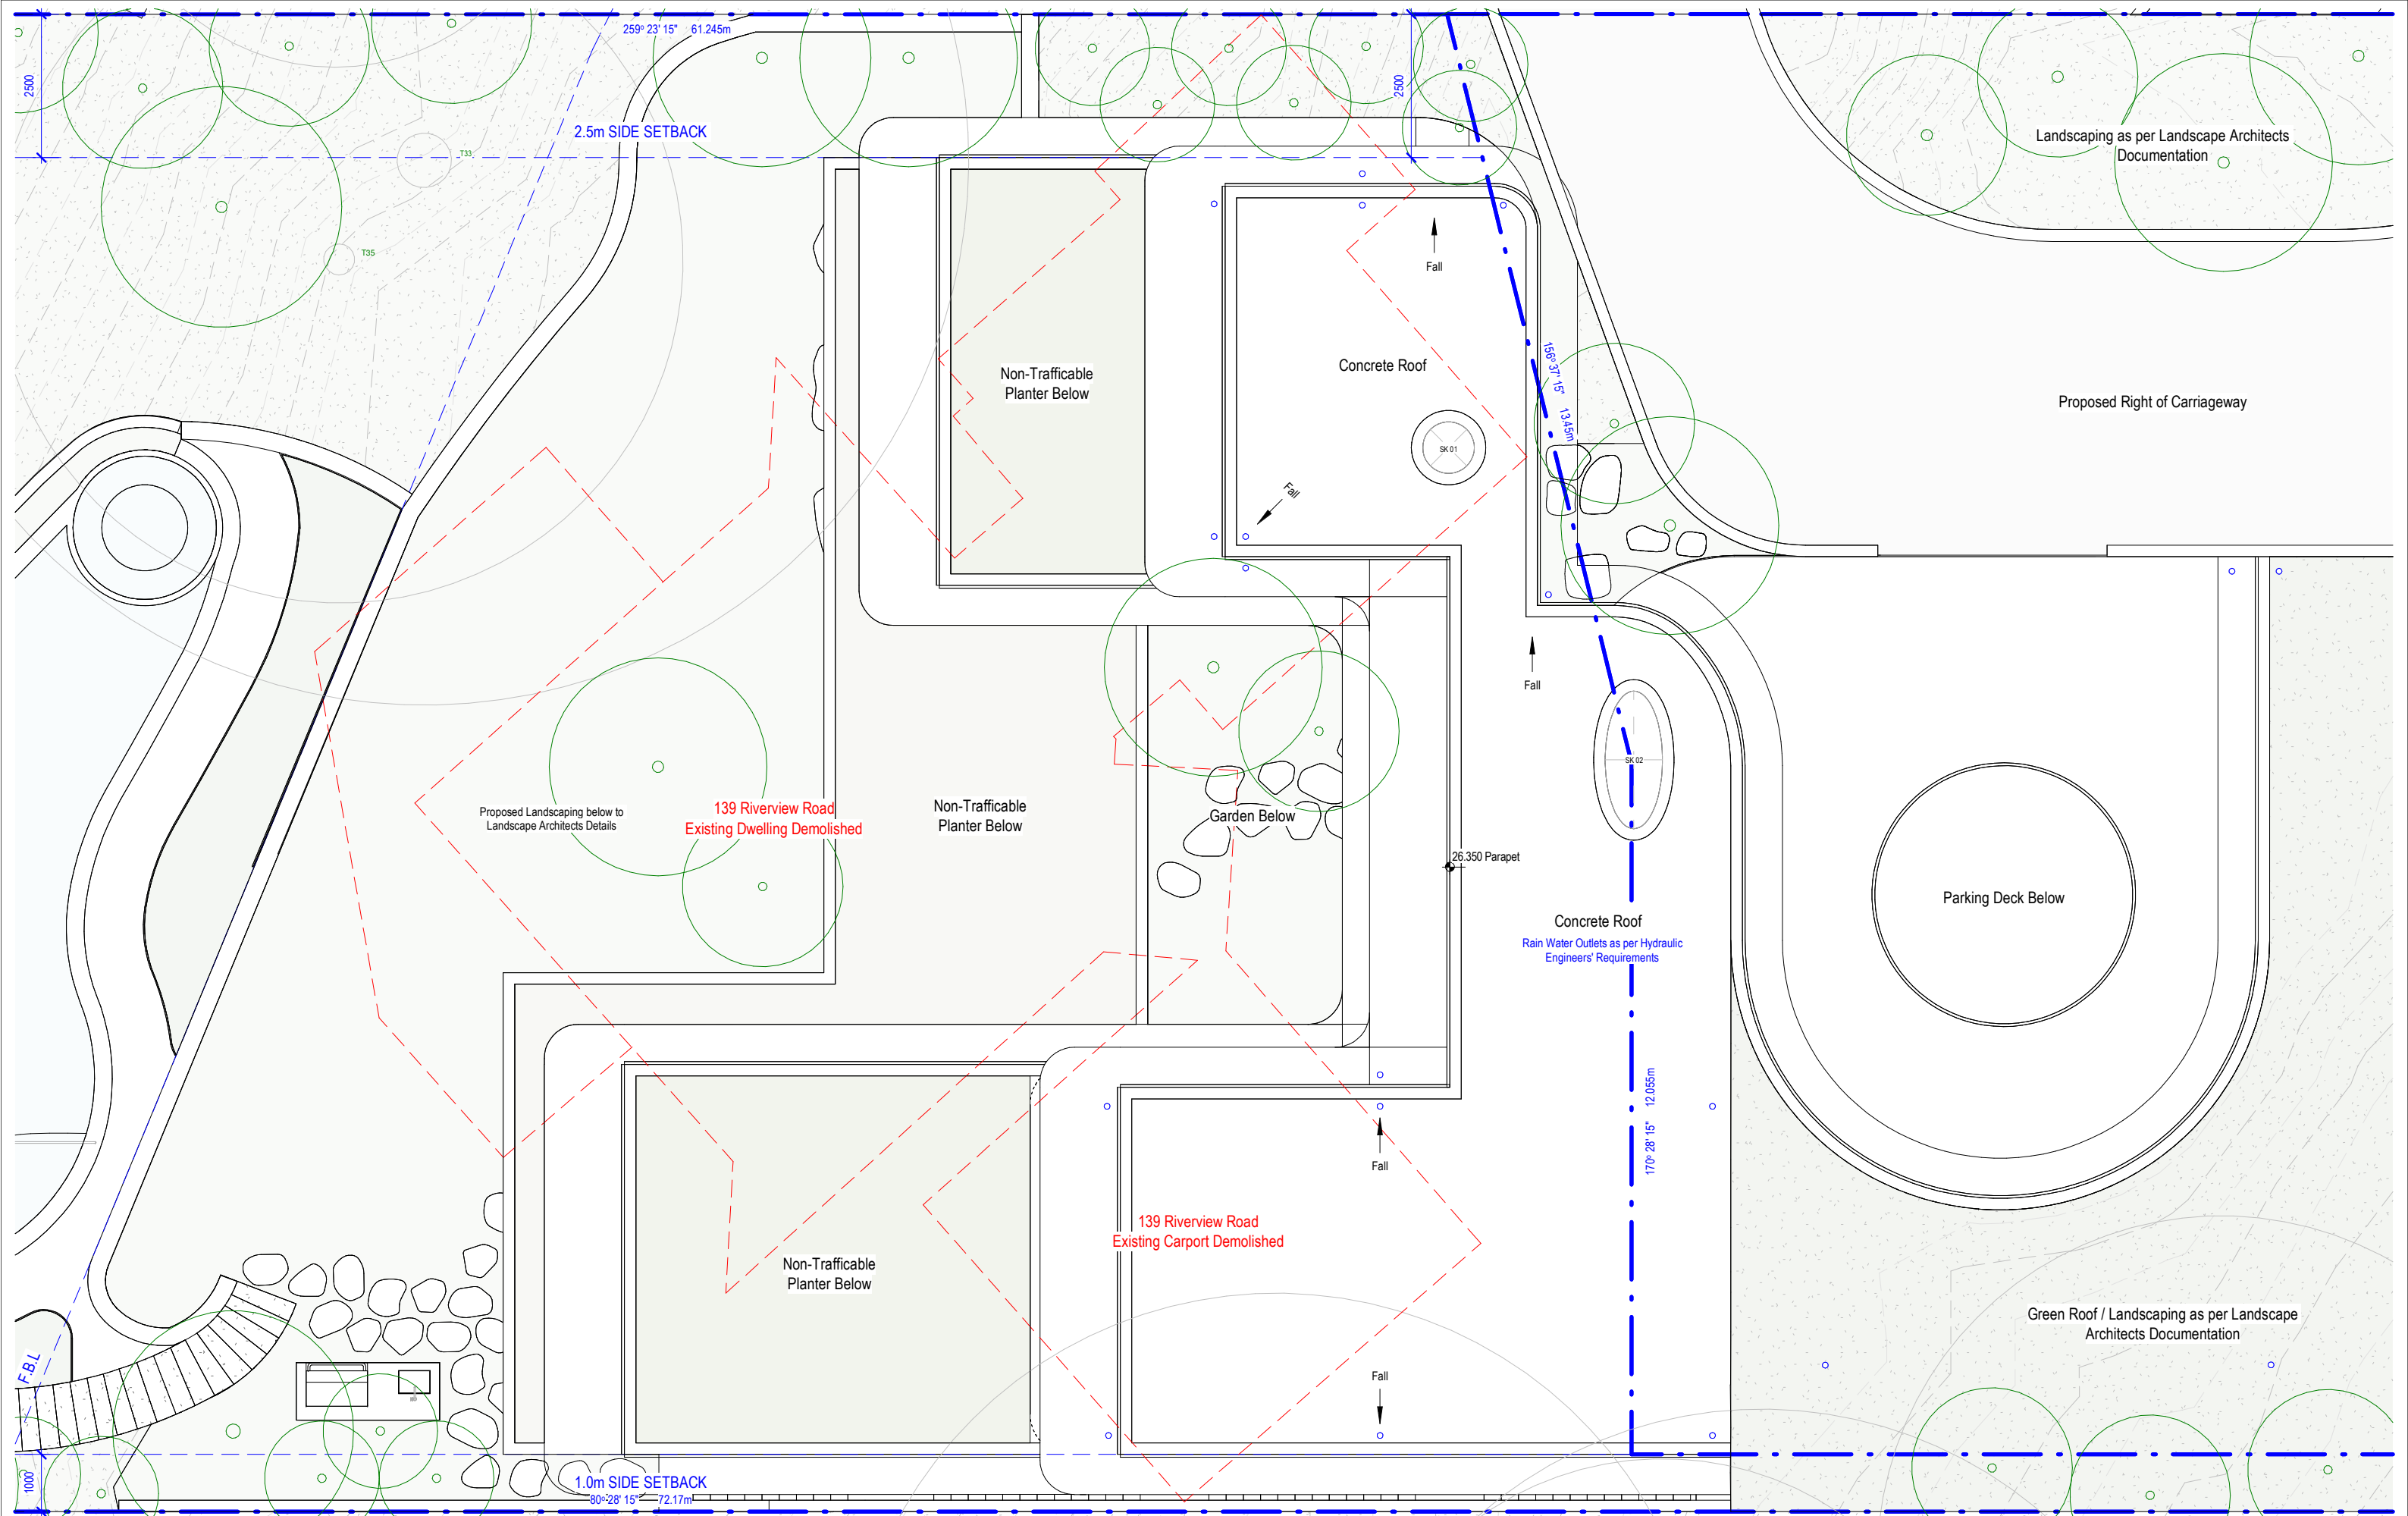 259° 23' 15" 61.245m
2500
2500
2.5m SIDE SETBACK
T33
T35
Landscaping as per Landscape Architects
Documentation
Fall
Non-Trafficable
Planter Below
Concrete Roof
156° 37' 15" 13.45m
Proposed Right of Carriageway
SK 01
Fall
Fall
SK 02
Proposed Landscaping below to
Landscape Architects Details
139 Riverview Road
Existing Dwelling Demolished
Non-Trafficable
Planter Below
Garden Below
26.350 Parapet
Parking Deck Below
Concrete Roof
Rain Water Outlets as per Hydraulic
Engineers' Requirements
170° 28' 15" 12.055m
Fall
139 Riverview Road
Existing Carport Demolished
Non-Trafficable
Planter Below
Green Roof / Landscaping as per Landscape
Architects Documentation
F.B.L
Fall
1000
1.0m SIDE SETBACK
80° 28' 15" 72.17m